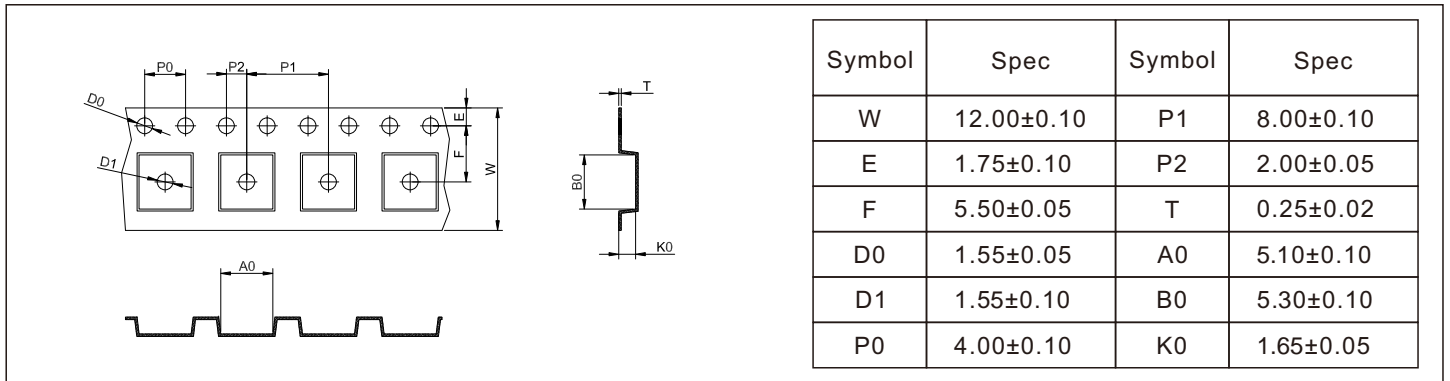 P0
P2
P1
D0
D1
E
F
W
T
B0
K0
A0
Symbol Spec Symbol Spec
W 12.00±0.10 P1 8.00±0.10
E 1.75±0.10 P2 2.00±0.05
F 5.50±0.05 T 0.25±0.02
D0 1.55±0.05 A0 5.10±0.10
D1 1.55±0.10 B0 5.30±0.10
P0 4.00±0.10 K0 1.65±0.05